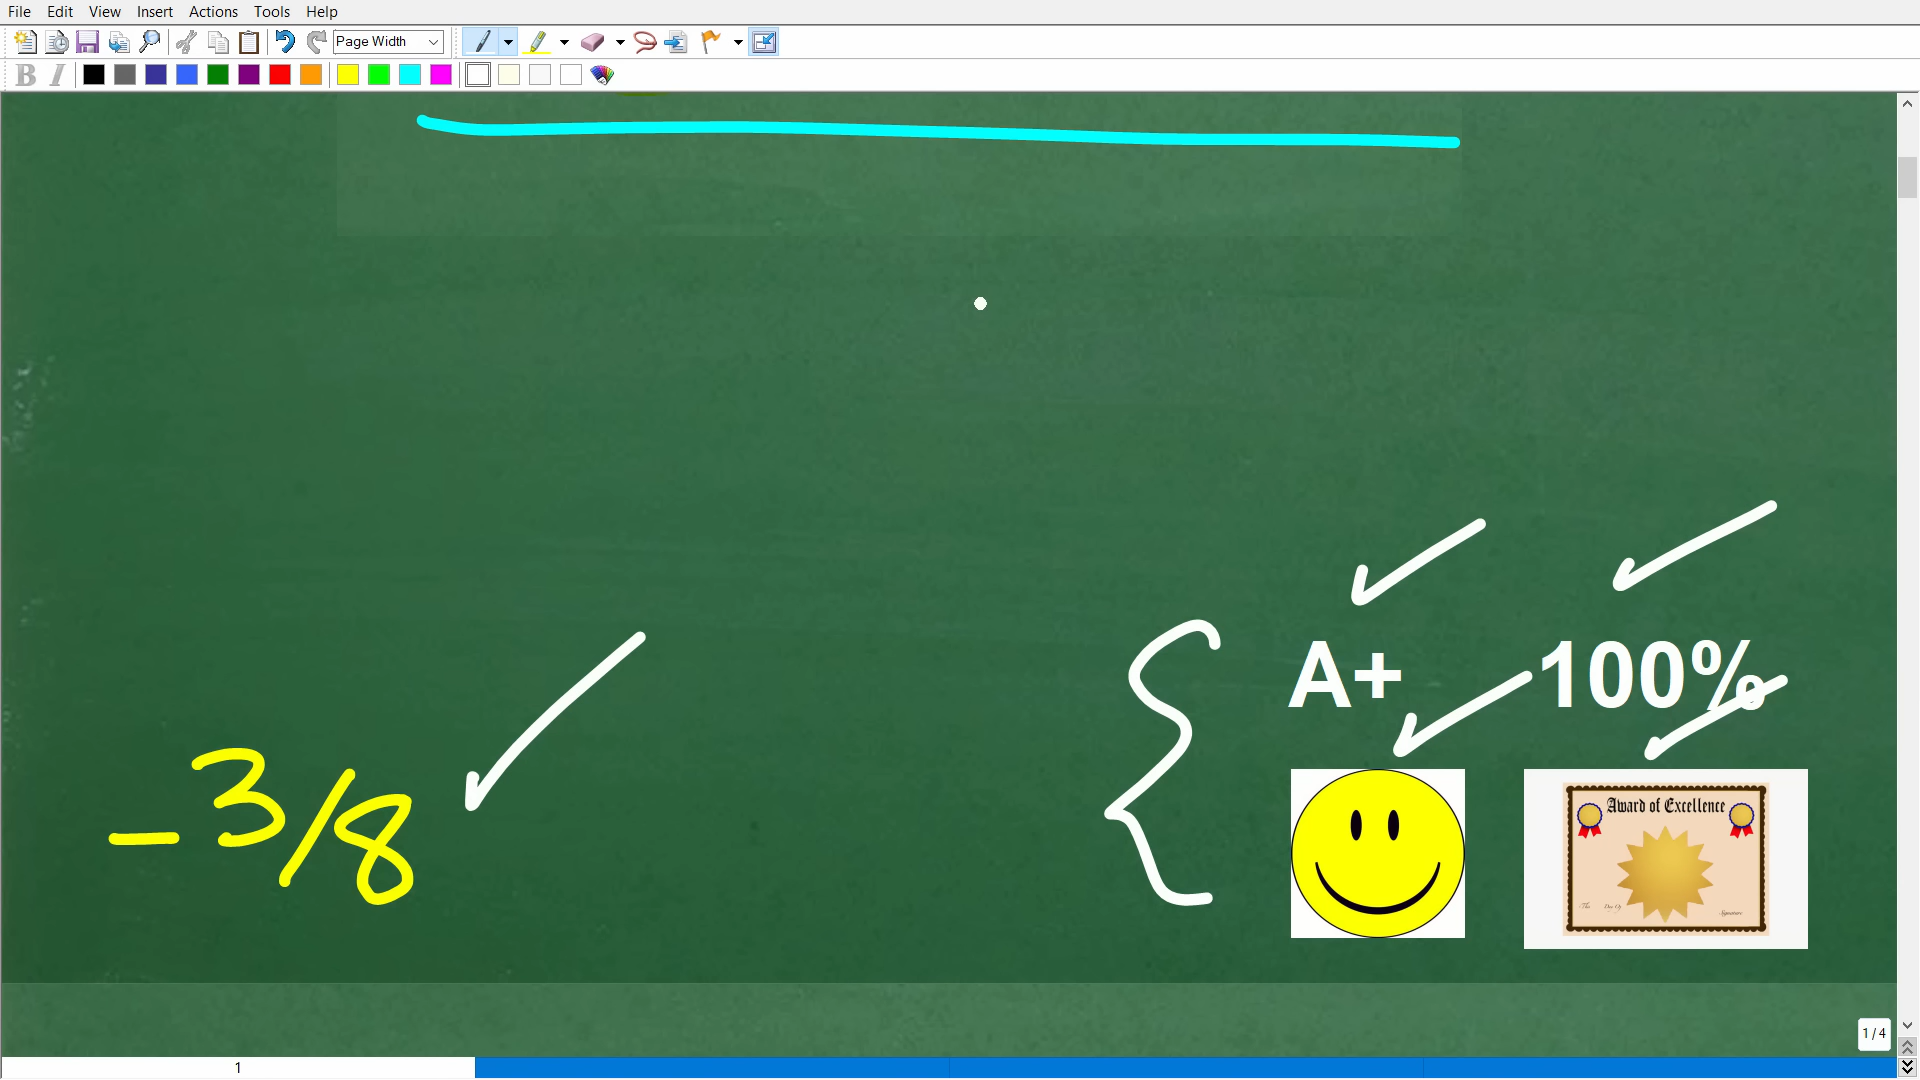 File Edit View Insert Actions Tools Help
Page Width
B I
A+ 100%
-3/8
Award of Excellence
1 / 4
1